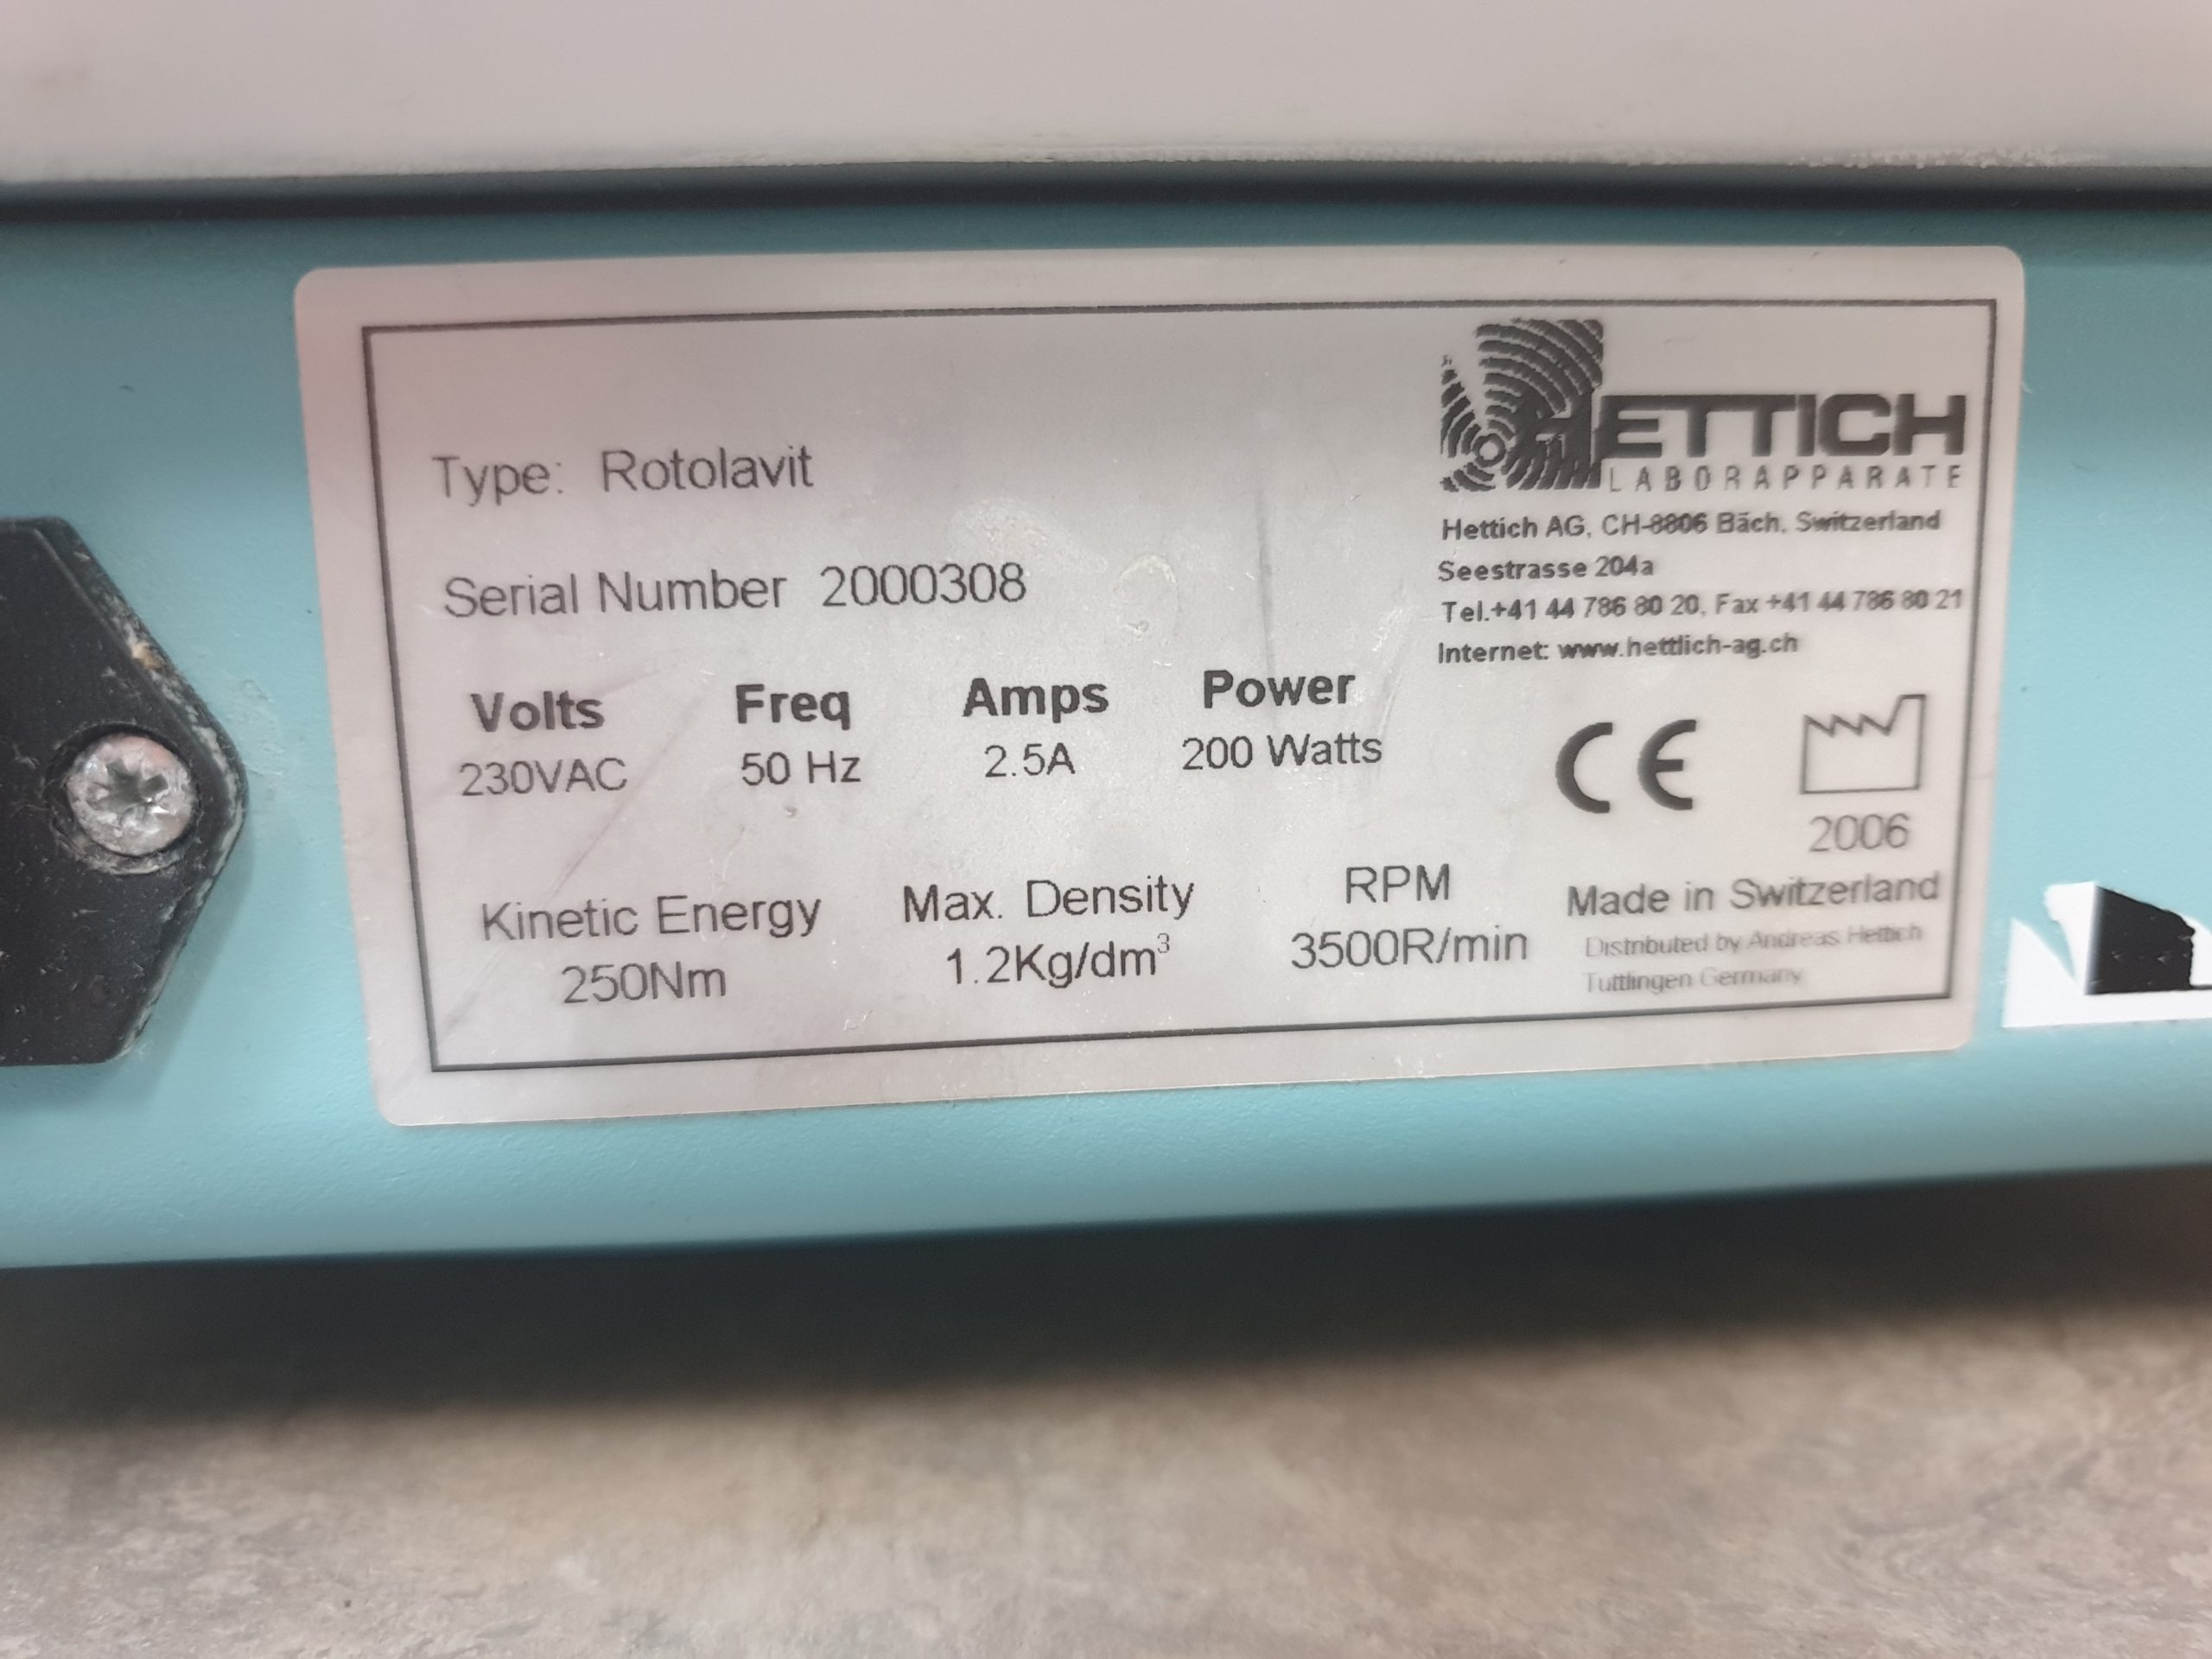 HETTICH
LABORAPPARATE
Hettich AG, CH-8806 Bäch, Switzerland
Seestrasse 204a
Tel.+41 44 786 80 20, Fax +41 44 786 80 21
Internet: www.hettlich-ag.ch
Type: Rotolavit
Serial Number 2000308
Volts Freq Amps Power
230VAC 50 Hz 2.5A 200 Watts
CE
2006
Kinetic Energy Max. Density RPM
250Nm 1.2Kg/dm³ 3500R/min
Made in Switzerland
Distributed by Andreas Hettich
Tuttlingen Germany